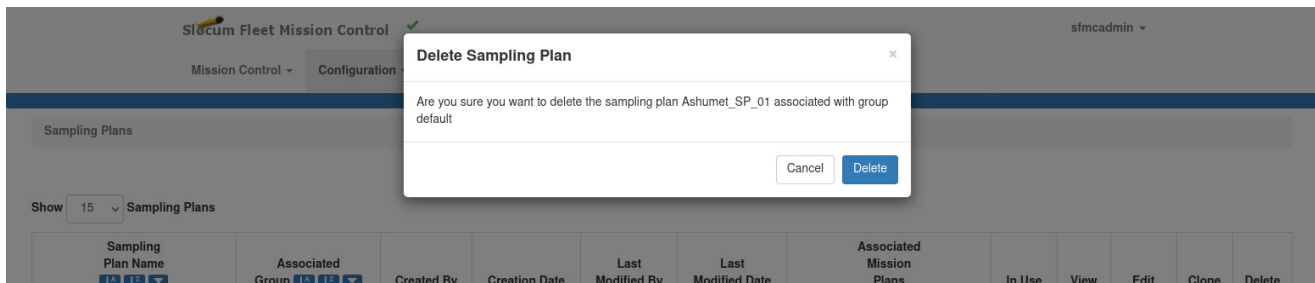 Slocum Fleet Mission Control
sfmcadmin
Mission Control
Configuration
Delete Sampling Plan
×
Are you sure you want to delete the sampling plan Ashumet_SP_01 associated with group
default
Cancel
Delete
Sampling Plans
Show 15 Sampling Plans
Sampling
Plan Name
Associated
Group
Created By
Creation Date
Last
Modified By
Last
Modified Date
Associated
Mission
Plans
In Use
View
Edit
Clone
Delete